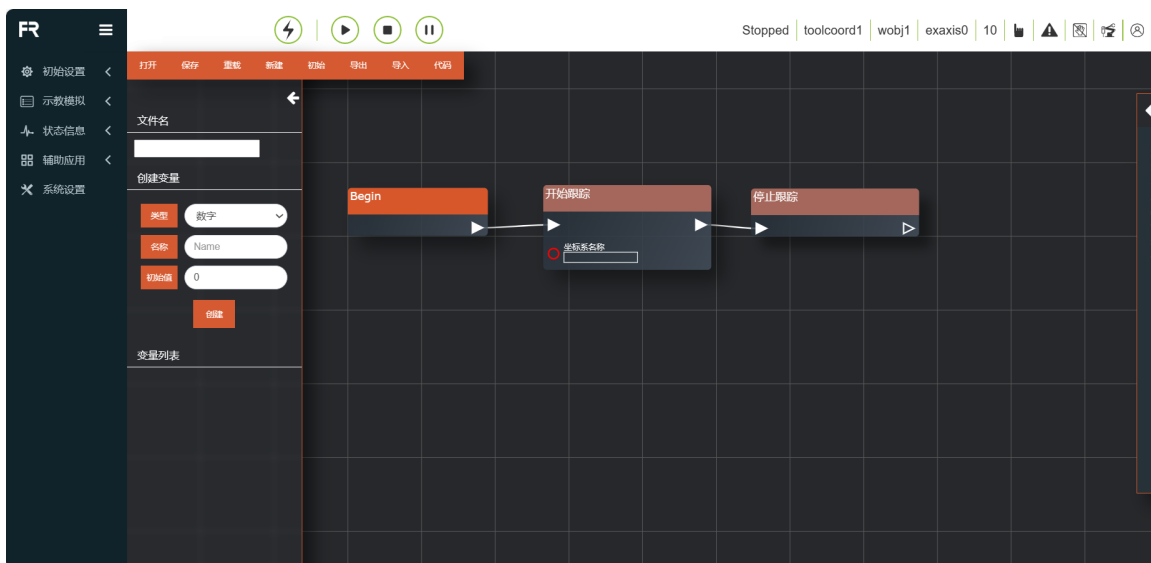 FR
Stopped toolcoord1 wobj1 exaxis0 10
初始设置
示教模拟
状态信息
辅助应用
系统设置
打开 保存 重载 新建 初始 导出 导入 代码
文件名
创建变量
类型 数字
名称 Name
初始值 0
创建
变量列表
Begin
开始跟踪
坐标系名称
停止跟踪